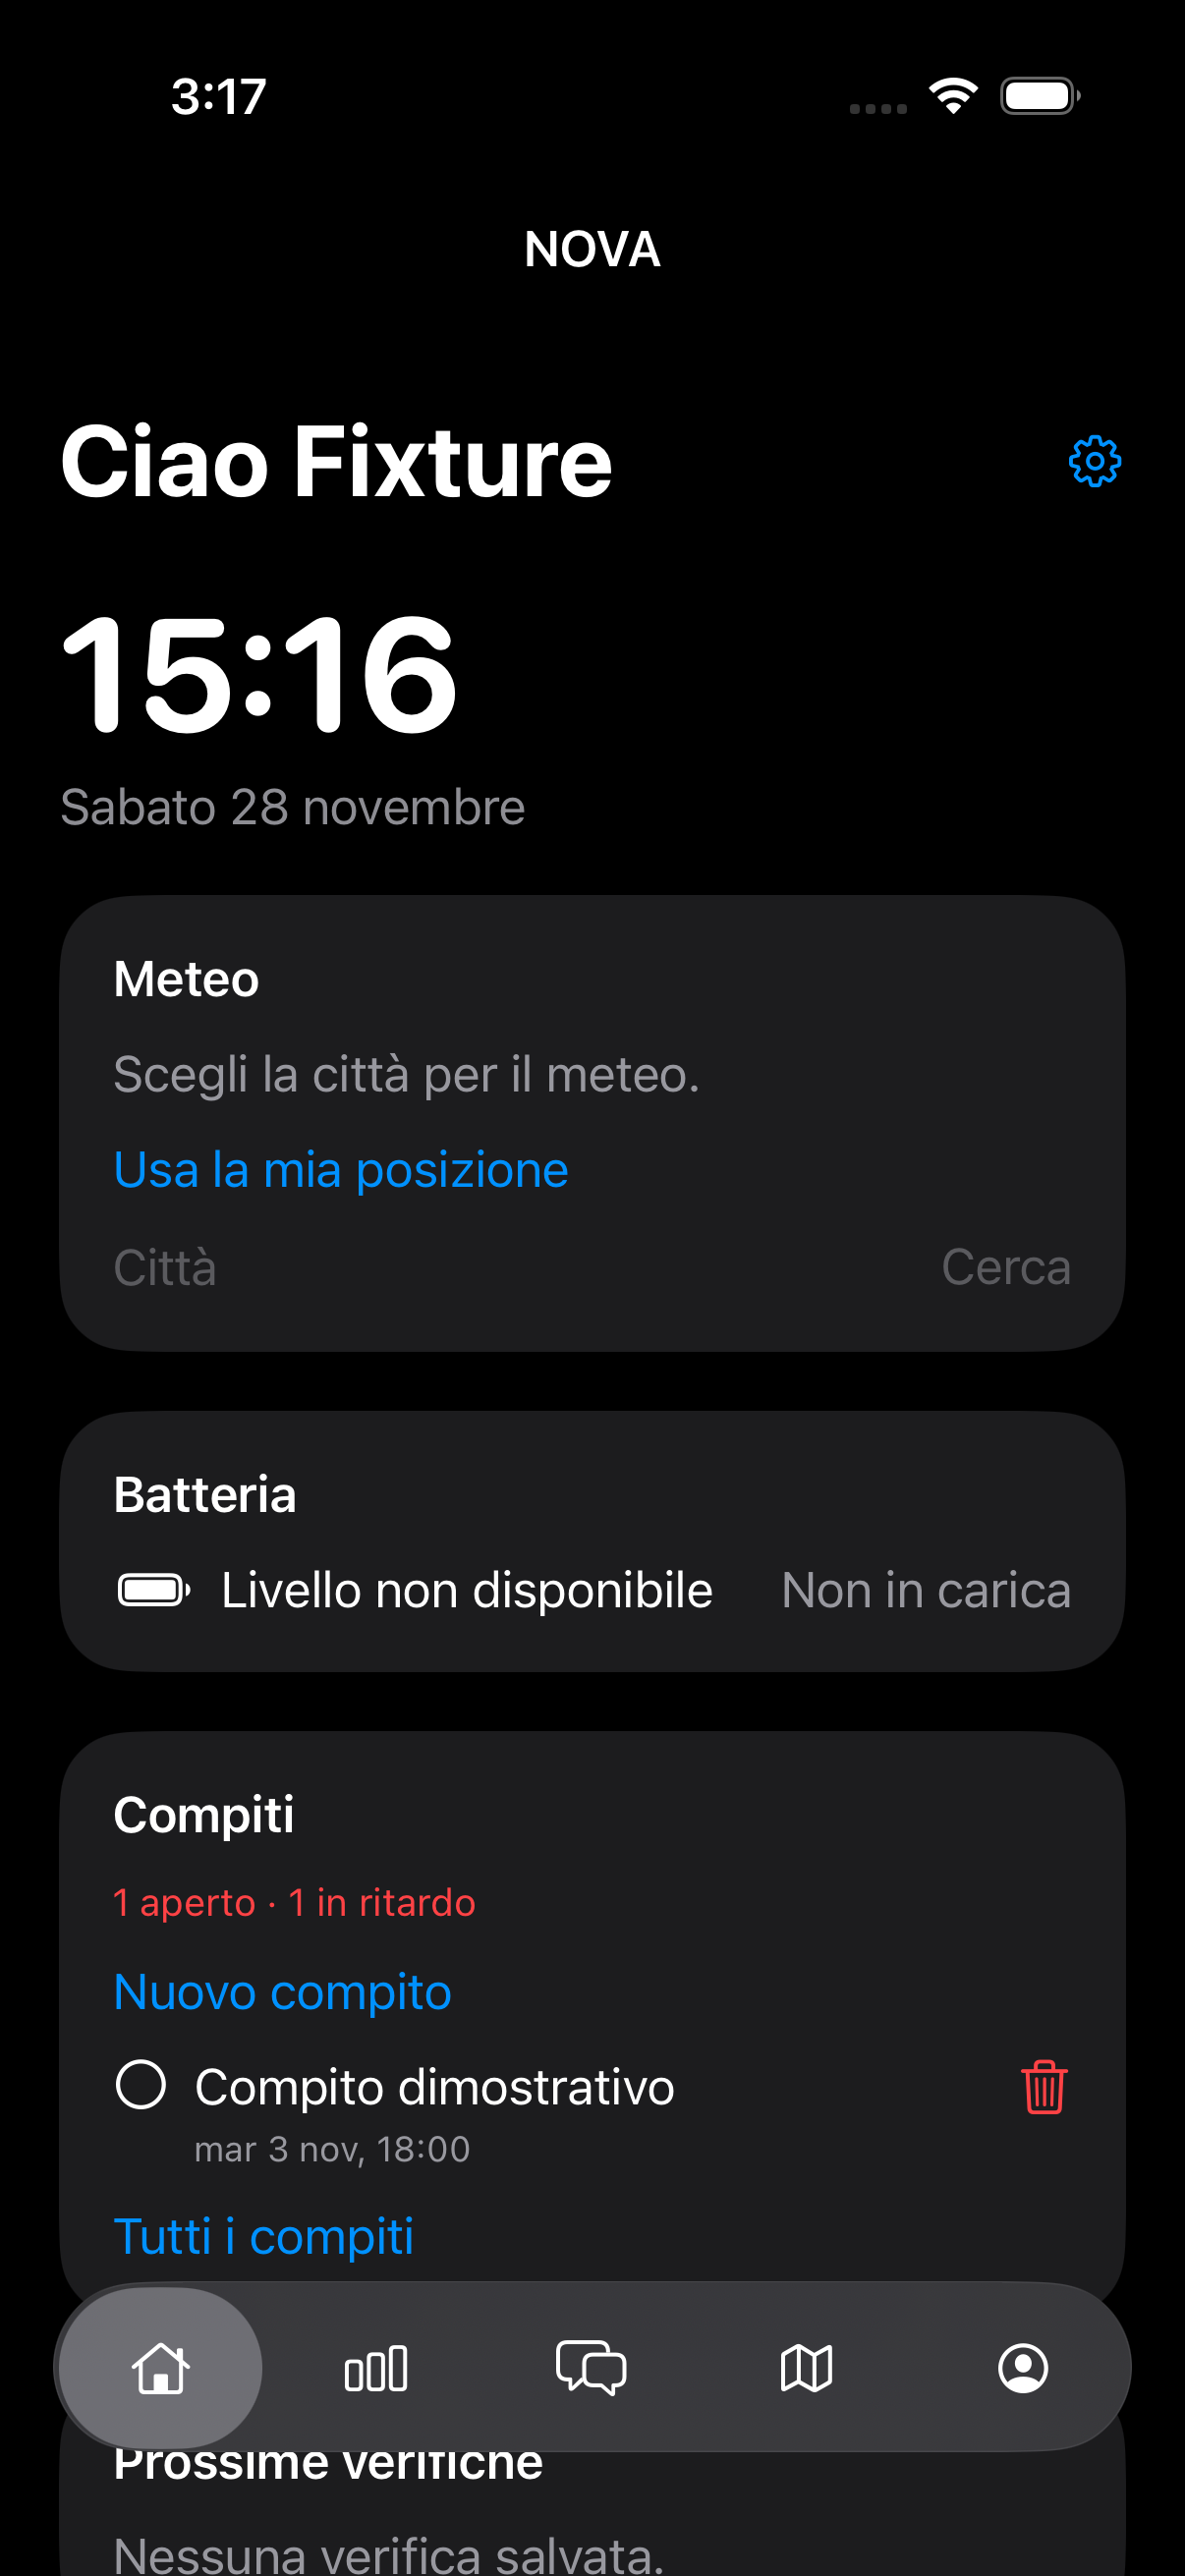 3:17
NOVA
Ciao Fixture
15:16
Sabato 28 novembre
Meteo
Scegli la città per il meteo.
Usa la mia posizione
Città Cerca
Batteria
Livello non disponibile Non in carica
Compiti
1 aperto · 1 in ritardo
Nuovo compito
Compito dimostrativo
mar 3 nov, 18:00
Tutti i compiti
Prossime verifiche
Nessuna verifica salvata.